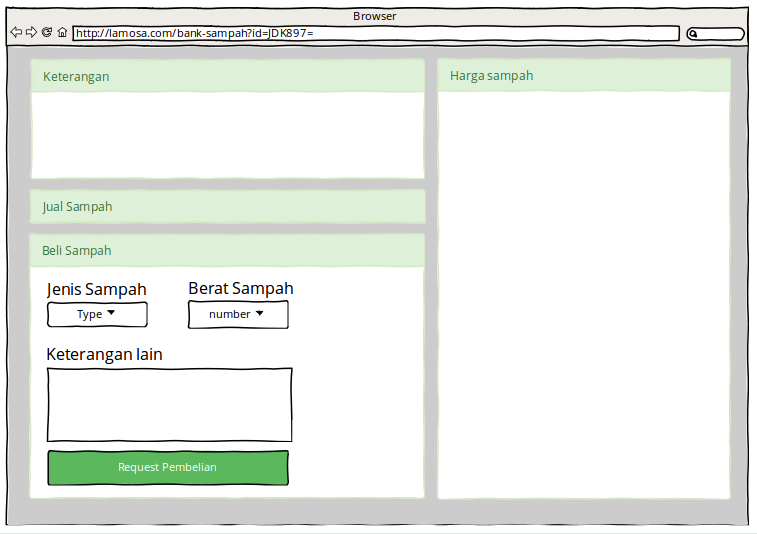 Browser
http://lamosa.com/bank-sampah?id=JDK897=
Keterangan
Jual Sampah
Beli Sampah
Jenis Sampah
Berat Sampah
Type
number
Keterangan lain
Request Pembelian
Harga sampah